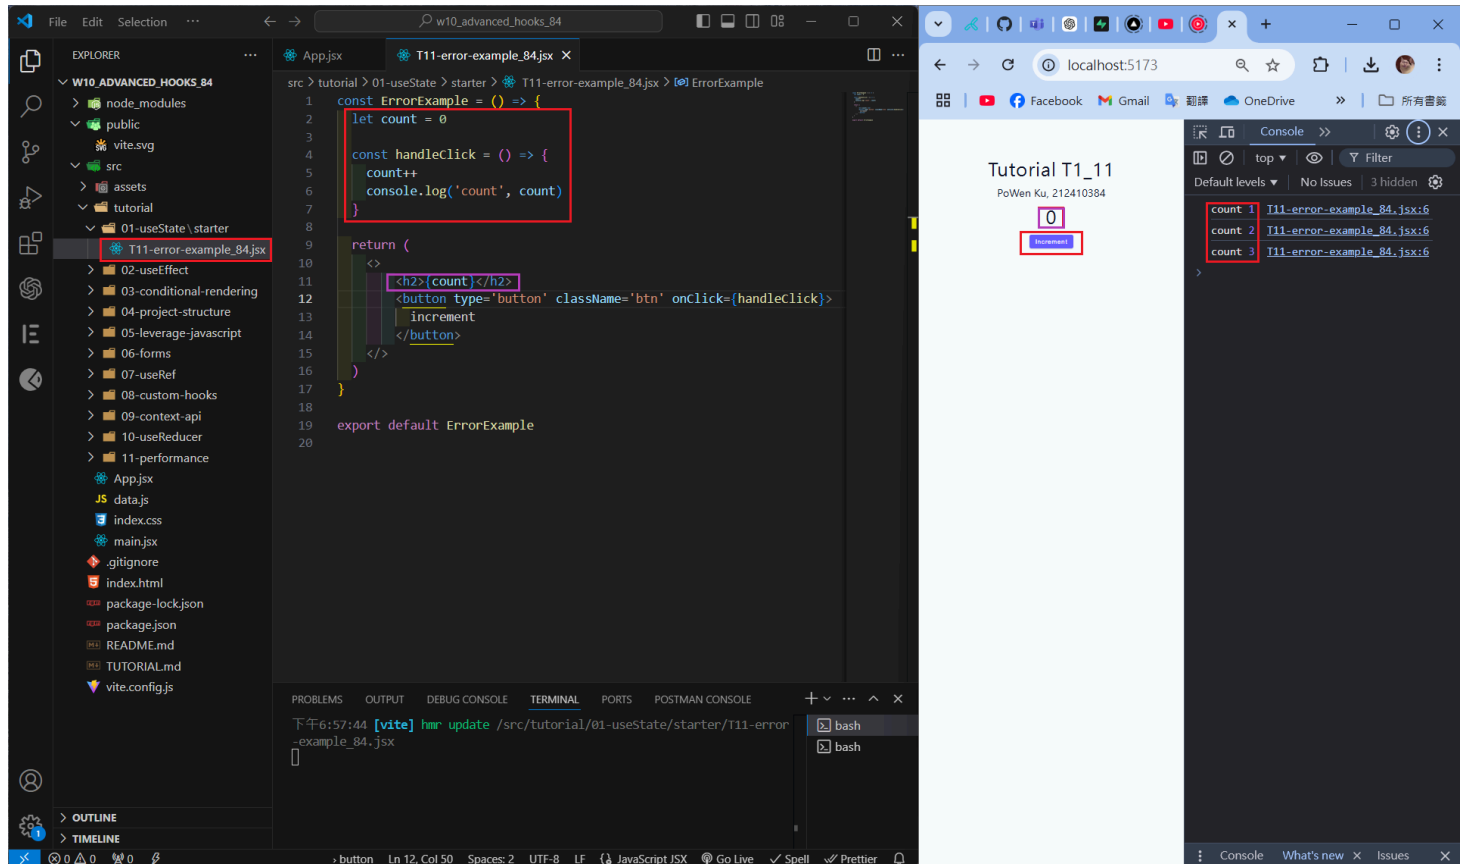 File Edit Selection ···
w10_advanced_hooks_84
EXPLORER ···
W10_ADVANCED_HOOKS_84
node_modules
public
vite.svg
src
assets
tutorial
01-useState\starter
T11-error-example_84.jsx
02-useEffect
03-conditional-rendering
04-project-structure
05-leverage-javascript
06-forms
07-useRef
08-custom-hooks
09-context-api
10-useReducer
11-performance
App.jsx
JS data.js
index.css
main.jsx
.gitignore
index.html
package-lock.json
package.json
README.md
TUTORIAL.md
vite.config.js
OUTLINE
TIMELINE
App.jsx T11-error-example_84.jsx
src > tutorial > 01-useState > starter > T11-error-example_84.jsx > ErrorExample
1 const ErrorExample = () => {
2 let count = 0
3
4 const handleClick = () => {
5 count++
6 console.log('count', count)
7 }
8
9 return (
10 <>
11 <h2>{count}</h2>
12 <button type='button' className='btn' onClick={handleClick}>
13 increment
14 </button>
15 </>
16 )
17 }
18
19 export default ErrorExample
20
PROBLEMS OUTPUT DEBUG CONSOLE TERMINAL PORTS POSTMAN CONSOLE
下午6:57:44 [vite] hmr update /src/tutorial/01-useState/starter/T11-error
-example_84.jsx
bash
bash
1
0 0 0 › button Ln 12, Col 50 Spaces: 2 UTF-8 LF JavaScript JSX Go Live Spell Prettier
localhost:5173
Facebook Gmail 翻譯 OneDrive » 所有書籤
Tutorial T1_11
PoWen Ku, 212410384
0
Increment
Console »
top Filter
Default levels No Issues 3 hidden
count 1 T11-error-example_84.jsx:6
count 2 T11-error-example_84.jsx:6
count 3 T11-error-example_84.jsx:6
Console What's new Issues